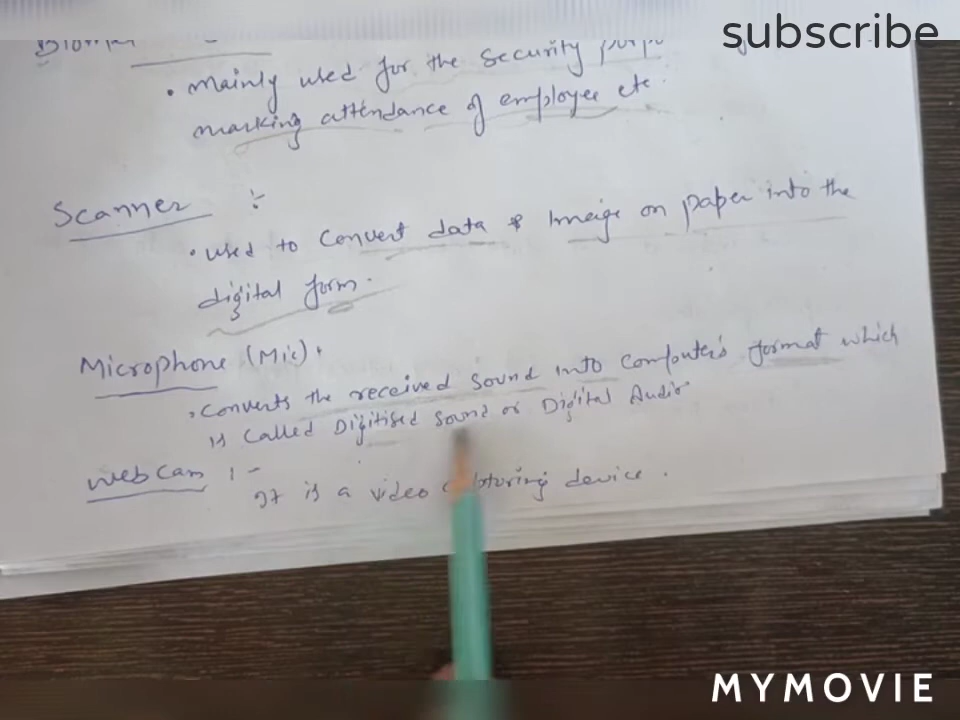 subscribe
• Mainly used for the security
marking attendance of employee etc.
Scanner :-
• used to convert data & Image on paper into the
digital form.
Microphone (Mic).
• Converts the received sound into computer's format which
is called Digitised sound or Digital Audio
Web Cam :-
It is a video capturing device.
MYMOVIE